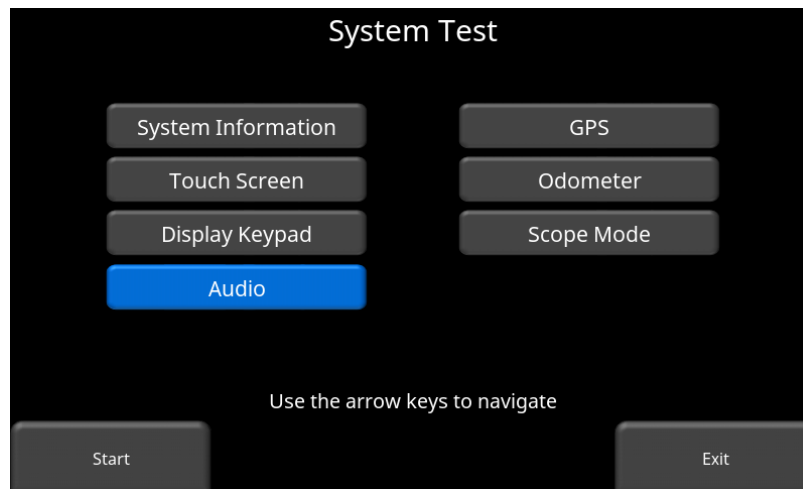 System Test
System Information
GPS
Touch Screen
Odometer
Display Keypad
Scope Mode
Audio
Use the arrow keys to navigate
Start
Exit